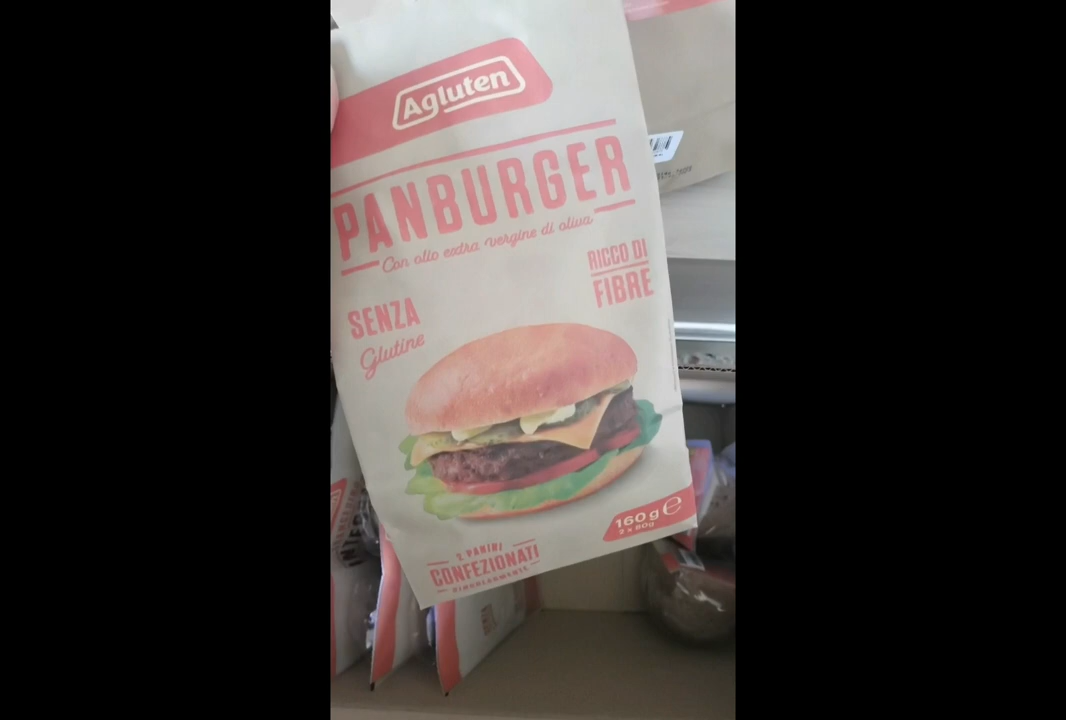 Agluten
PANBURGER
Con olio extra vergine di oliva
RICCO DI
FIBRE
SENZA
Glutine
160 g e
2 x 80g
2 PANINI
CONFEZIONATI
SINGOLARMENTE